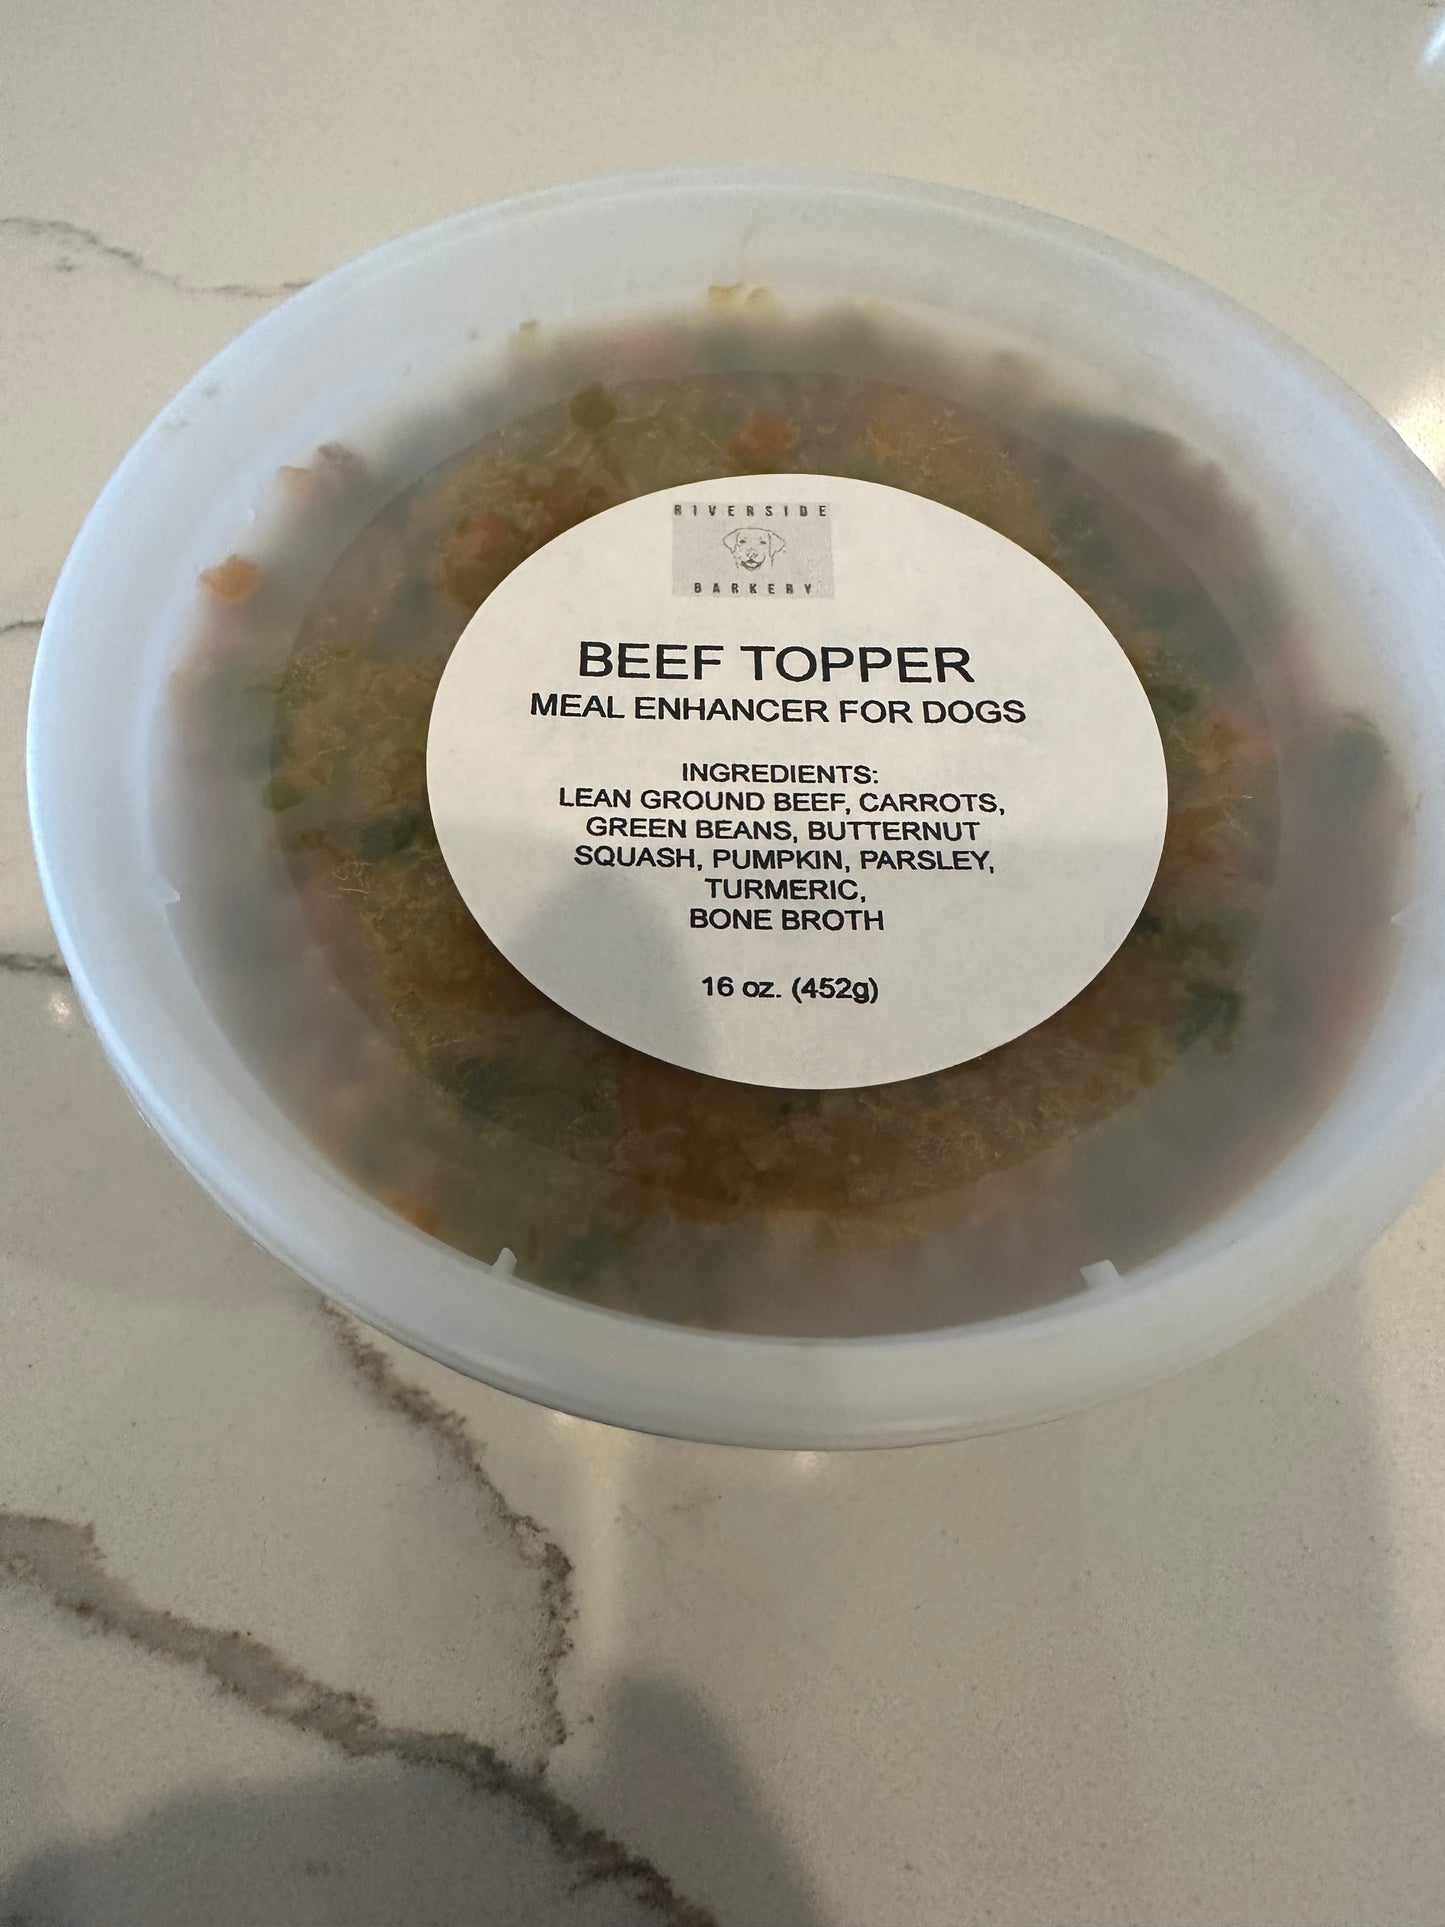 RIVERSIDE
BARKERY
BEEF TOPPER
MEAL ENHANCER FOR DOGS
INGREDIENTS:
LEAN GROUND BEEF, CARROTS,
GREEN BEANS, BUTTERNUT
SQUASH, PUMPKIN, PARSLEY,
TURMERIC,
BONE BROTH
16 oz. (452g)